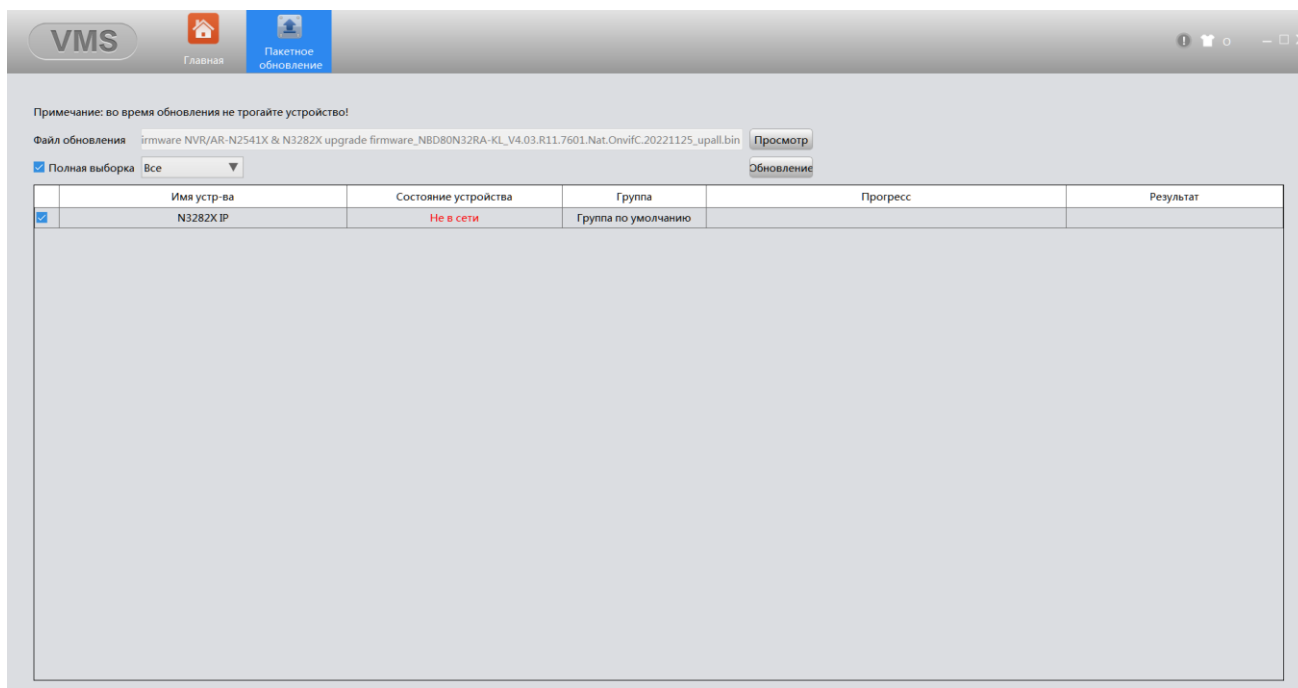 VMS
Главная
Пакетное
обновление
Примечание: во время обновления не трогайте устройство!
Файл обновления irmware NVR/AR-N2541X & N3282X upgrade firmware_NBD80N32RA-KL_V4.03.R11.7601.Nat.OnvifC.20221125_upall.bin Просмотр
Полная выборка Все Обновление
Имя устр-ва Состояние устройства Группа Прогресс Результат
N3282X IP Не в сети Группа по умолчанию